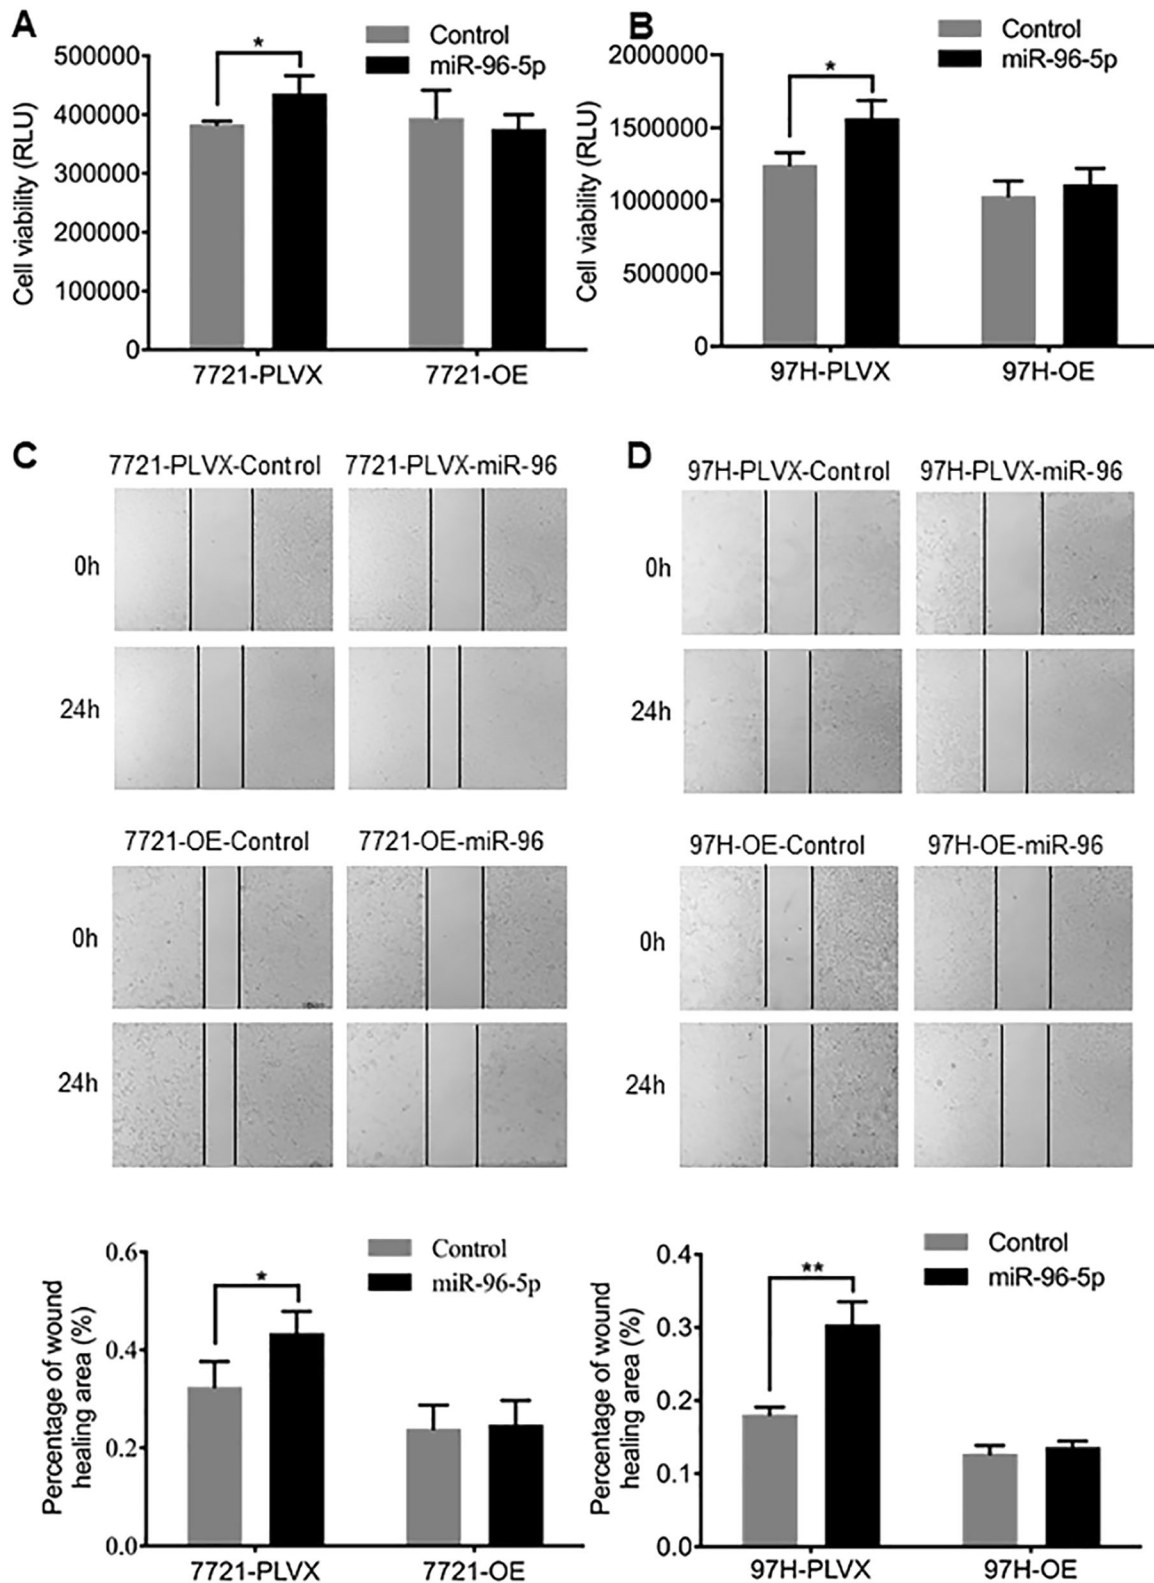 A
Control
miR-96-5p
*
Cell viability (RLU)
500000
400000
300000
200000
100000
0
7721-PLVX
7721-OE
B
Control
miR-96-5p
*
Cell viability (RLU)
2000000
1500000
1000000
500000
0
97H-PLVX
97H-OE
C
7721-PLVX-Control
7721-PLVX-miR-96
0h
24h
7721-OE-Control
7721-OE-miR-96
0h
24h
D
97H-PLVX-Control
97H-PLVX-miR-96
0h
24h
97H-OE-Control
97H-OE-miR-96
0h
24h
Control
miR-96-5p
*
Percentage of wound
healing area (%)
0.6
0.4
0.2
0.0
7721-PLVX
7721-OE
Control
miR-96-5p
**
Percentage of wound
healing area (%)
0.4
0.3
0.2
0.1
0.0
97H-PLVX
97H-OE